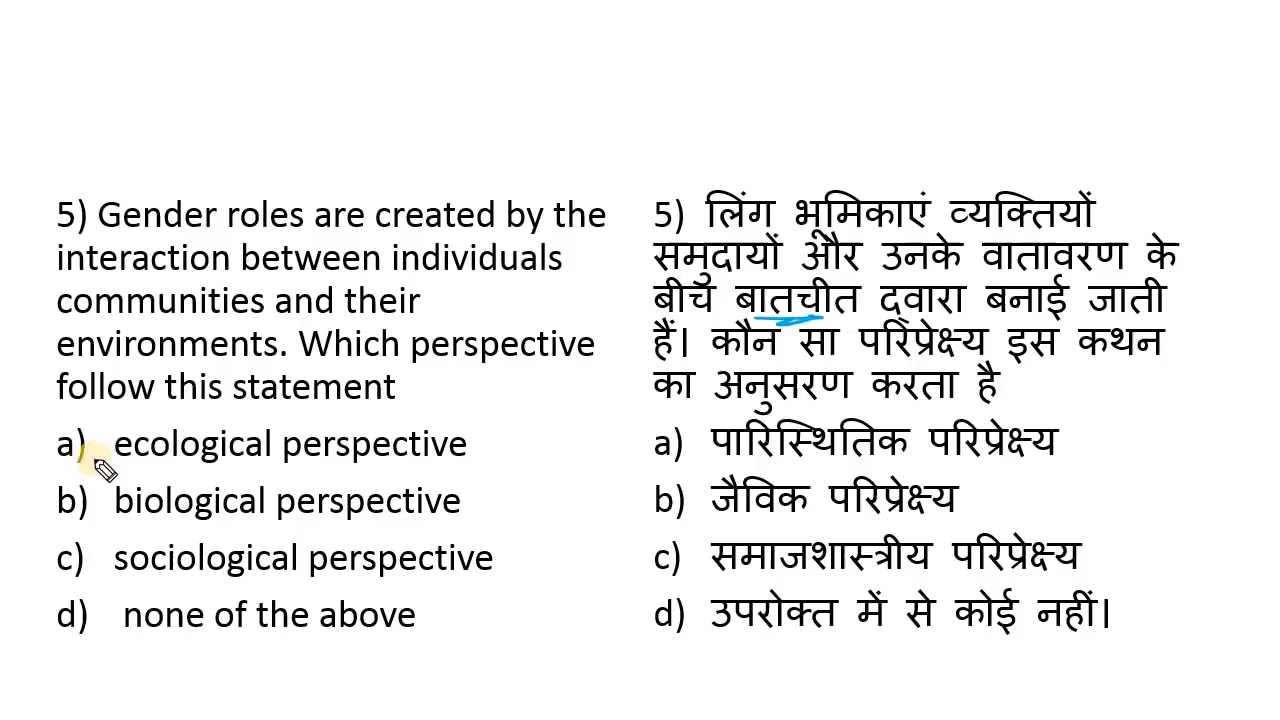 5) Gender roles are created by the
interaction between individuals
communities and their
environments. Which perspective
follow this statement
a) ecological perspective
b) biological perspective
c) sociological perspective
d) none of the above
5) लिंग भूमिकाएं व्यक्तियों
समुदायों और उनके वातावरण के
बीच बातचीत द्वारा बनाई जाती
हैं। कौन सा परिप्रेक्ष्य इस कथन
का अनुसरण करता है
a) पारिस्थितिक परिप्रेक्ष्य
b) जैविक परिप्रेक्ष्य
c) समाजशास्त्रीय परिप्रेक्ष्य
d) उपरोक्त में से कोई नहीं।